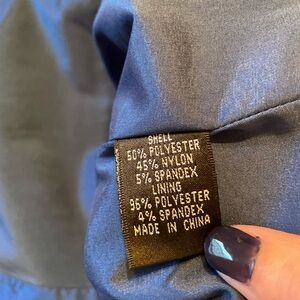 SHELL
50% POLYESTER
45% NYLON
5% SPANDEX
LINING
96% POLYESTER
4% SPANDEX
MADE IN CHINA